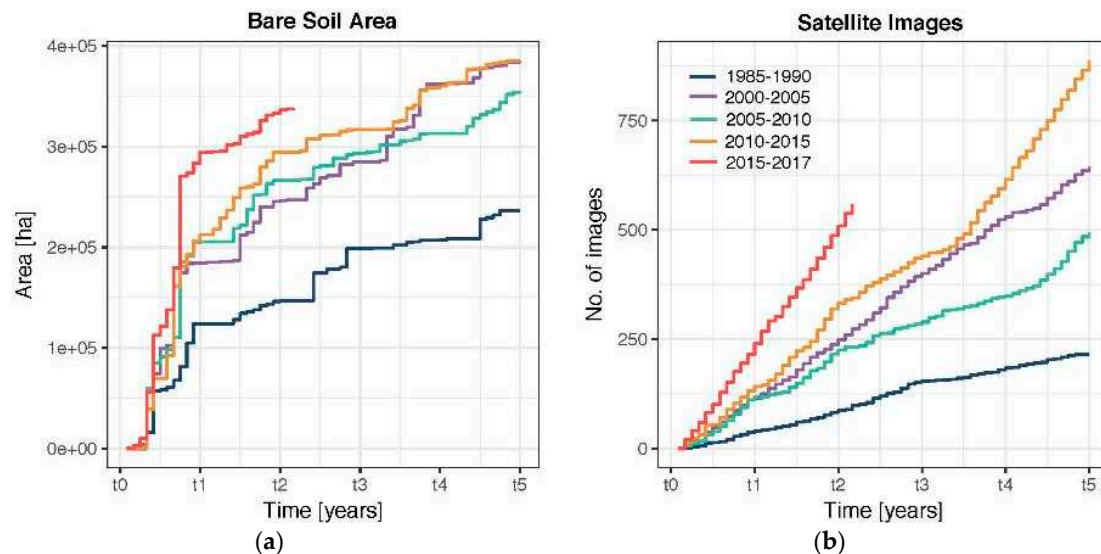 Bare Soil Area
Area [ha]
4e+05
3e+05
2e+05
1e+05
0e+00
t0 t1 t2 t3 t4 t5
Time [years]
(a)
Satellite Images
No. of images
750
500
250
0
1985-1990
2000-2005
2005-2010
2010-2015
2015-2017
t0 t1 t2 t3 t4 t5
Time [years]
(b)